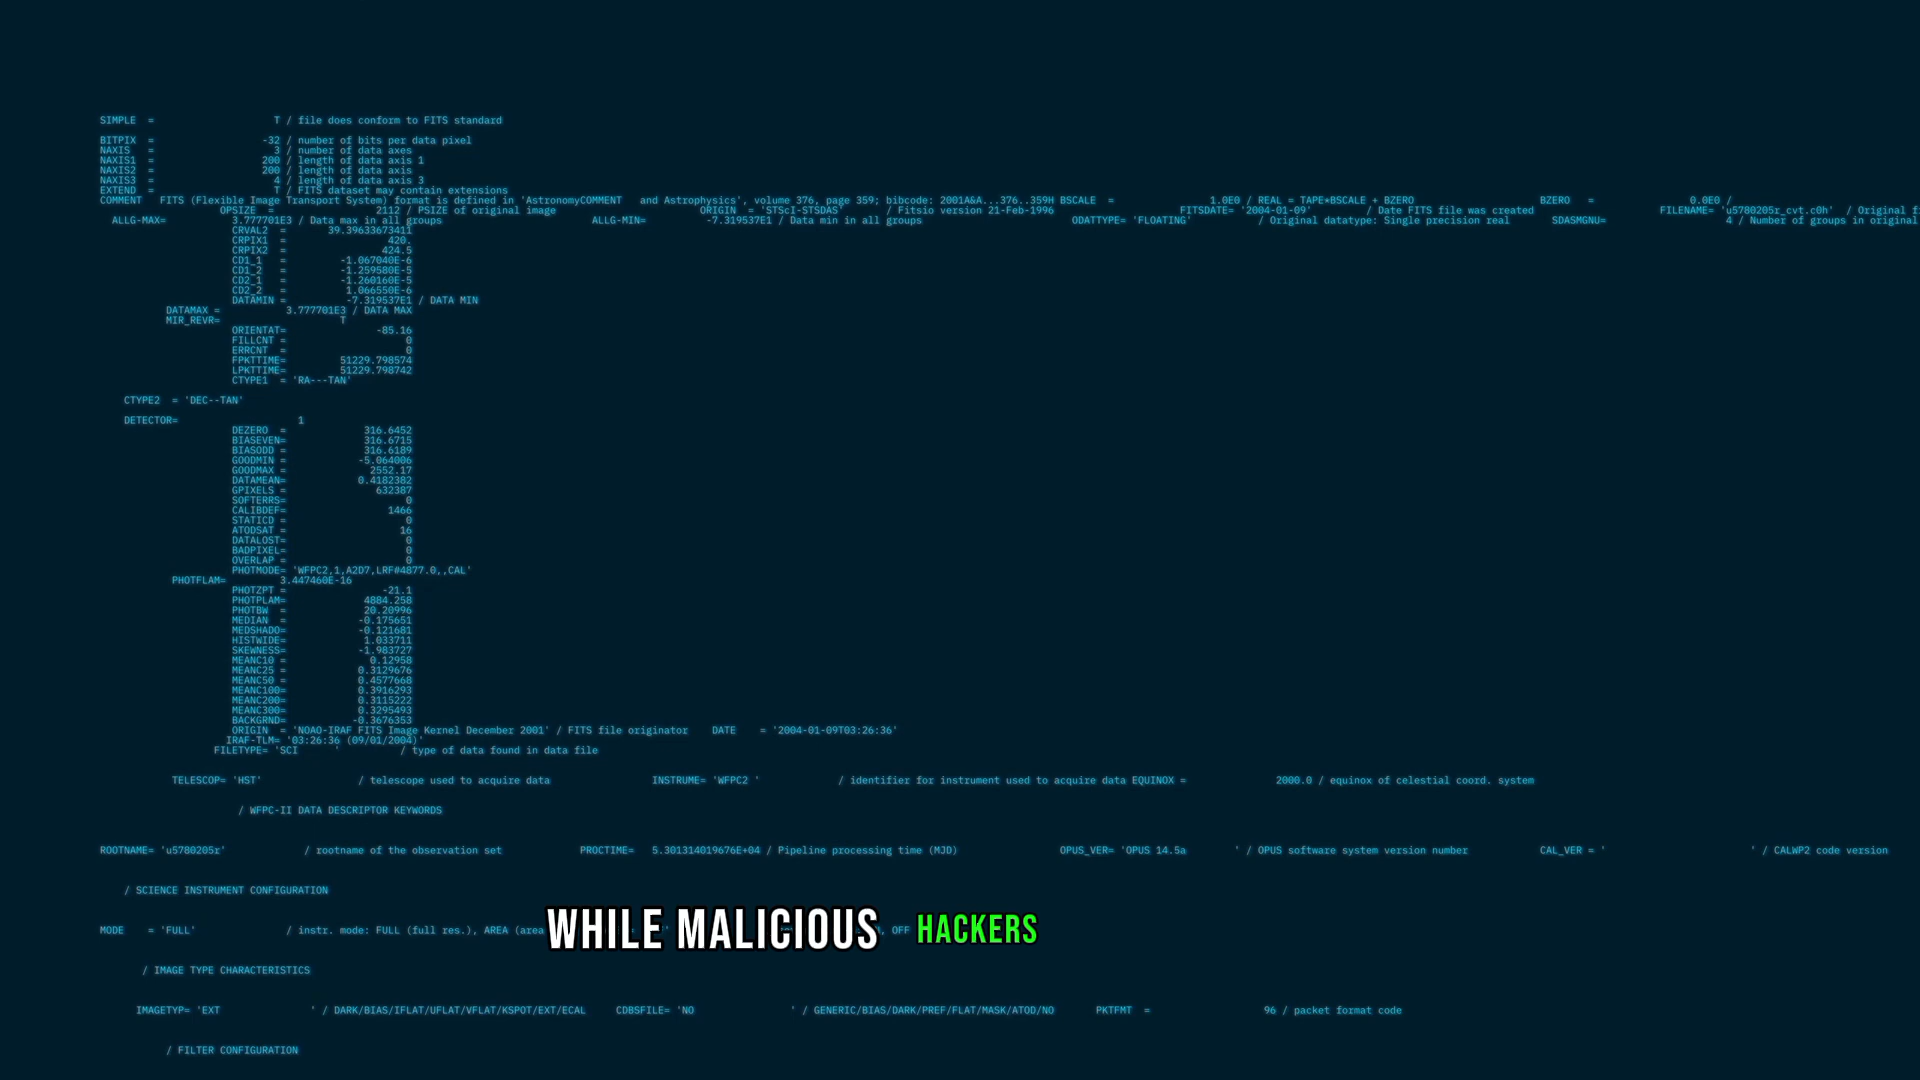 SIMPLE = T / file does conform to FITS standard
BITPIX = -32 / number of bits per data pixel
NAXIS = 3 / number of data axes
NAXIS1 = 200 / length of data axis 1
NAXIS2 = 200 / length of data axis
NAXIS3 = 4 / length of data axis 3
EXTEND = T / FITS dataset may contain extensions
COMMENT FITS (Flexible Image Transport System) format is defined in 'AstronomyCOMMENT and Astrophysics', volume 376, page 359; bibcode: 2001A&A...376..359H BSCALE = 1.0E0 / REAL = TAPE*BSCALE + BZERO BZERO = 0.0E0 /
OPSIZE = 2112 / PSIZE of original image ORIGIN = 'STScI-STSDAS' / Fitsio version 21-Feb-1996 FITSDATE= '2004-01-09' / Date FITS file was created FILENAME= 'u5780205r_cvt.c0h' / Original
ALLG-MAX= 3.777701E3 / Data max in all groups ALLG-MIN= -7.319537E1 / Data min in all groups ODATTYPE= 'FLOATING' / Original datatype: Single precision real SDASMGNU= 4 / Number of groups in original
CRVAL2 = 39.39633673411
CRPIX1 = 420.
CRPIX2 = 424.5
CD1_1 = -1.067040E-6
CD1_2 = -1.259580E-5
CD2_1 = -1.260160E-5
CD2_2 = 1.066550E-6
DATAMIN = -7.319537E1 / DATA MIN
DATAMAX = 3.777701E3 / DATA MAX
MIR_REVR= T
ORIENTAT= -85.16
FILLCNT = 0
ERRCNT = 0
FPKTTIME= 51229.798574
LPKTTIME= 51229.798742
CTYPE1 = 'RA---TAN'
CTYPE2 = 'DEC--TAN'
DETECTOR= 1
DEZERO = 316.6452
BIASEVEN= 316.6715
BIASODD = 316.6189
GOODMIN = -5.064006
GOODMAX = 2552.17
DATAMEAN= 0.4182382
GPIXELS = 632387
SOFTERRS= 0
CALIBDEF= 1466
STATICD = 0
ATODSAT = 16
DATALOST= 0
BADPIXEL= 0
OVERLAP = 0
PHOTMODE= 'WFPC2,1,A2D7,LRF#4877.0,,CAL'
PHOTFLAM= 3.447460E-16
PHOTZPT = -21.1
PHOTPLAM= 4884.258
PHOTBW = 20.20996
MEDIAN = -0.175651
MEDSHADO= -0.121681
HISTWIDE= 1.033711
SKEWNESS= -1.983727
MEANC10 = 0.12958
MEANC25 = 0.3129676
MEANC50 = 0.4577668
MEANC100= 0.3916293
MEANC200= 0.3115222
MEANC300= 0.3295493
BACKGRND= -0.3676353
ORIGIN = 'NOAO-IRAF FITS Image Kernel December 2001' / FITS file originator DATE = '2004-01-09T03:26:36'
IRAF-TLM= '03:26:36 (09/01/2004)'
FILETYPE= 'SCI ' / type of data found in data file
TELESCOP= 'HST' / telescope used to acquire data INSTRUME= 'WFPC2 ' / identifier for instrument used to acquire data EQUINOX = 2000.0 / equinox of celestial coord. system
/ WFPC-II DATA DESCRIPTOR KEYWORDS
ROOTNAME= 'u5780205r' / rootname of the observation set PROCTIME= 5.301314019676E+04 / Pipeline processing time (MJD) OPUS_VER= 'OPUS 14.5a ' / OPUS software system version number CAL_VER = ' ' / CALWP2 code version
/ SCIENCE INSTRUMENT CONFIGURATION
MODE = 'FULL' / instr. mode: FULL (full res.), AREA (area OFF
WHILE MALICIOUS HACKERS
/ IMAGE TYPE CHARACTERISTICS
IMAGETYP= 'EXT ' / DARK/BIAS/IFLAT/UFLAT/VFLAT/KSPOT/EXT/ECAL CDBSFILE= 'NO ' / GENERIC/BIAS/DARK/PREF/FLAT/MASK/ATOD/NO PKTFMT = 96 / packet format code
/ FILTER CONFIGURATION